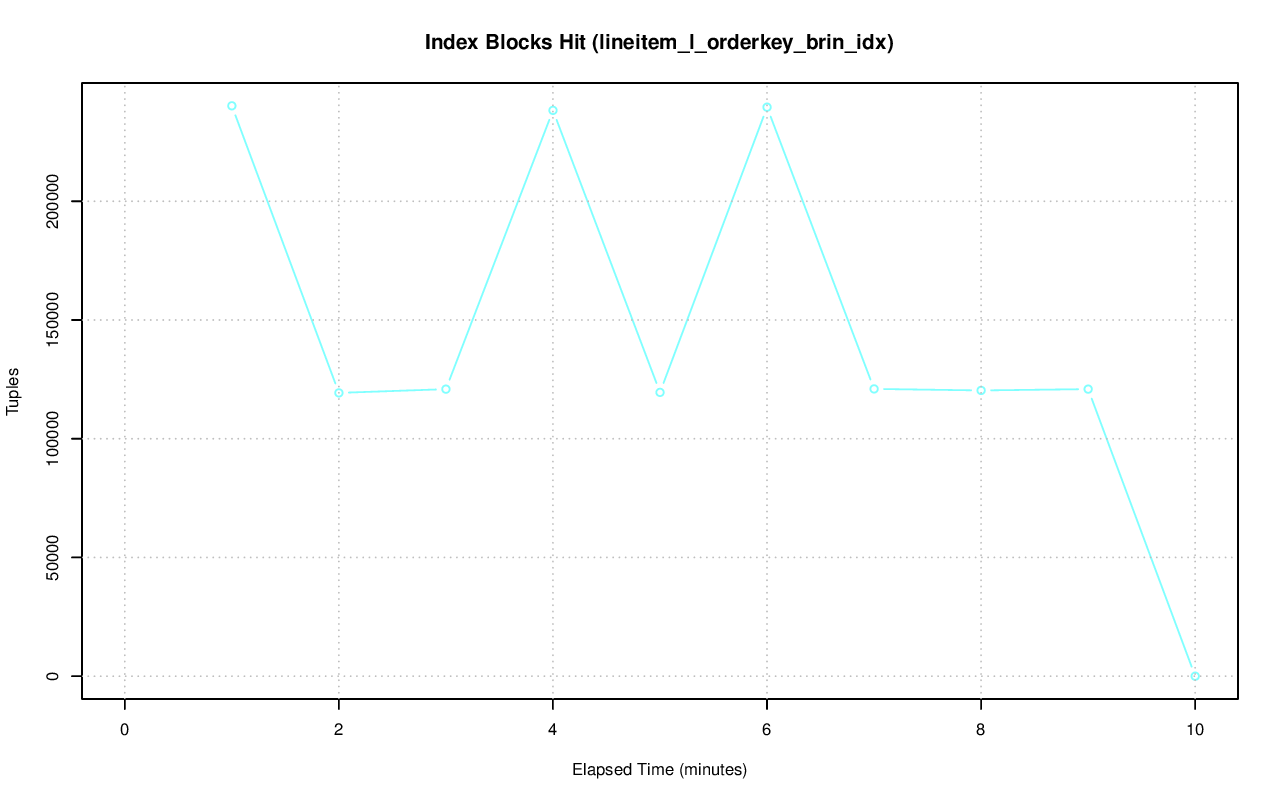 Index Blocks Hit (lineitem_l_orderkey_brin_idx)
Tuples
200000
150000
100000
50000
0
0 2 4 6 8 10
Elapsed Time (minutes)